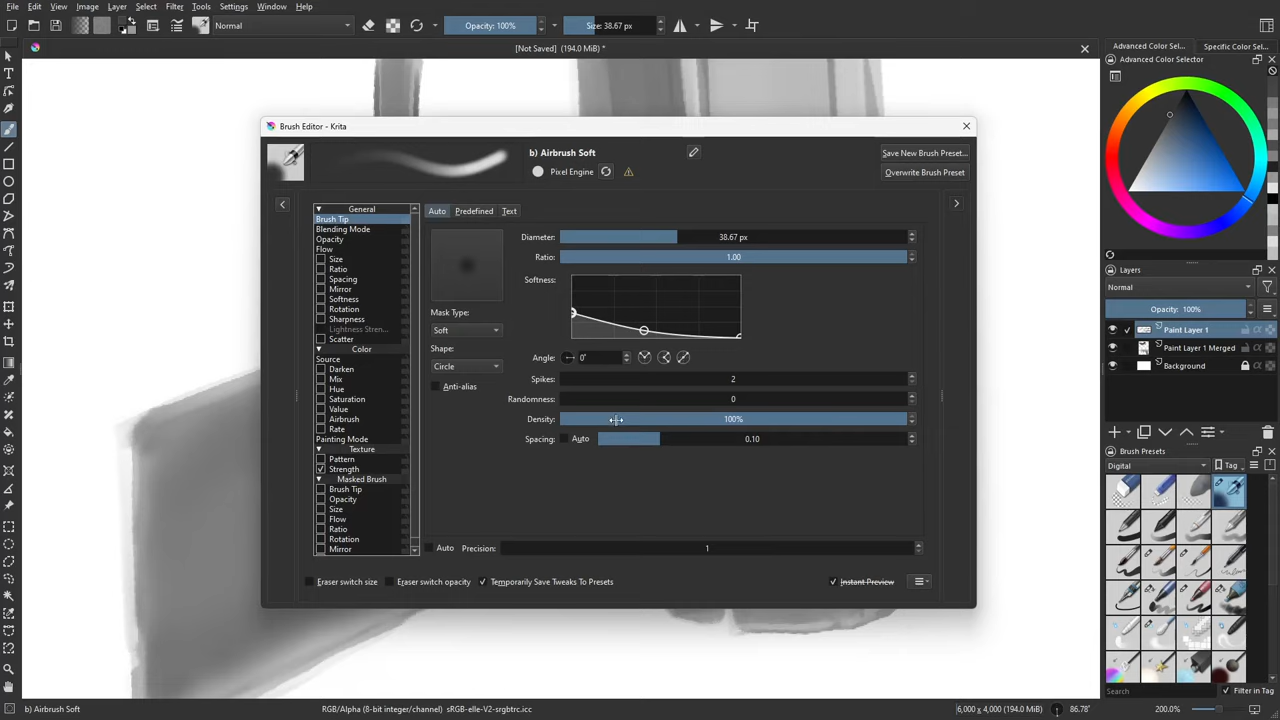 File Edit View Image Layer Select Filter Tools Settings Window Help
Normal Opacity: 100% Size: 38.67 px
[Not Saved] (194.0 MiB) *
Advanced Color Sel... Specific Color Sel...
Advanced Color Selector
Brush Editor - Krita
b) Airbrush Soft
Pixel Engine
Save New Brush Preset...
Overwrite Brush Preset
General
Brush Tip
Blending Mode
Opacity
Flow
Size
Ratio
Spacing
Mirror
Softness
Rotation
Sharpness
Lightness Stren...
Scatter
Color
Source
Darken
Mix
Hue
Saturation
Value
Airbrush
Rate
Painting Mode
Texture
Pattern
Strength
Masked Brush
Brush Tip
Opacity
Size
Flow
Ratio
Rotation
Mirror
Auto Predefined Text
Diameter: 38.67 px
Ratio: 1.00
Softness:
Mask Type:
Soft
Shape:
Circle
Anti-alias
Angle: 0°
Spikes: 2
Randomness: 0
Density: 100%
Spacing: Auto 0.10
Auto Precision: 1
Eraser switch size Eraser switch opacity Temporarily Save Tweaks To Presets Instant Preview
Layers
Normal
Opacity: 100%
Paint Layer 1
Paint Layer 1 Merged
Background
Brush Presets
Digital Tag
Search Filter in Tag
b) Airbrush Soft RGB/Alpha (8-bit integer/channel) sRGB-elle-V2-srgbtrc.icc 6,000 x 4,000 (194.0 MiB) 86.78° 200.0%